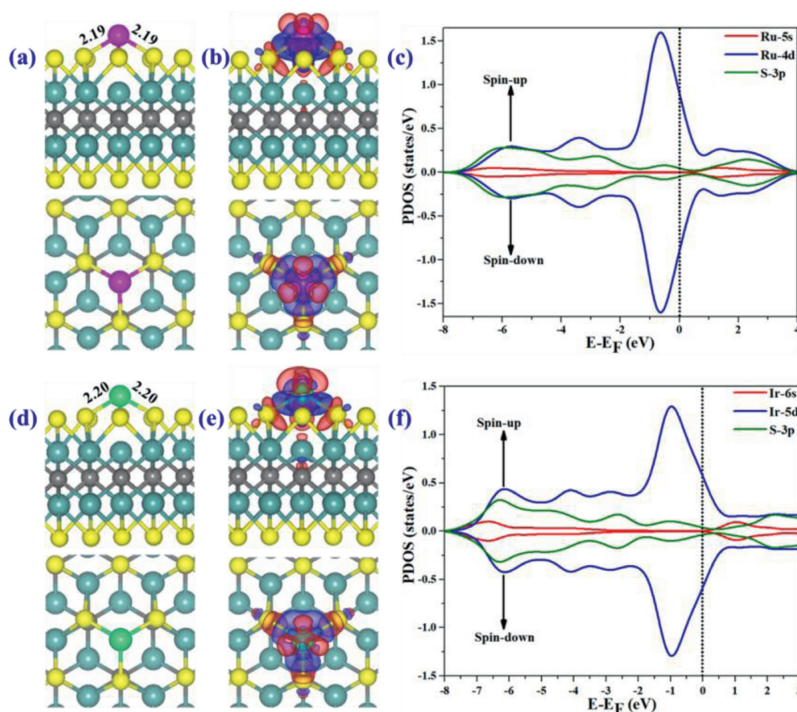 (a)
2.19 2.19
(b)
(c)
Ru-5s
Ru-4d
S-3p
Spin-up
Spin-down
PDOS (states/eV)
1.5
1.0
0.5
0.0
-0.5
-1.0
-1.5
-8 -6 -4 -2 0 2 4
E-EF (eV)
(d)
2.20 2.20
(e)
(f)
Ir-6s
Ir-5d
S-3p
Spin-up
Spin-down
PDOS (states/eV)
1.5
1.0
0.5
0.0
-0.5
-1.0
-1.5
-8 -7 -6 -5 -4 -3 -2 -1 0 1 2 3
E-EF (eV)